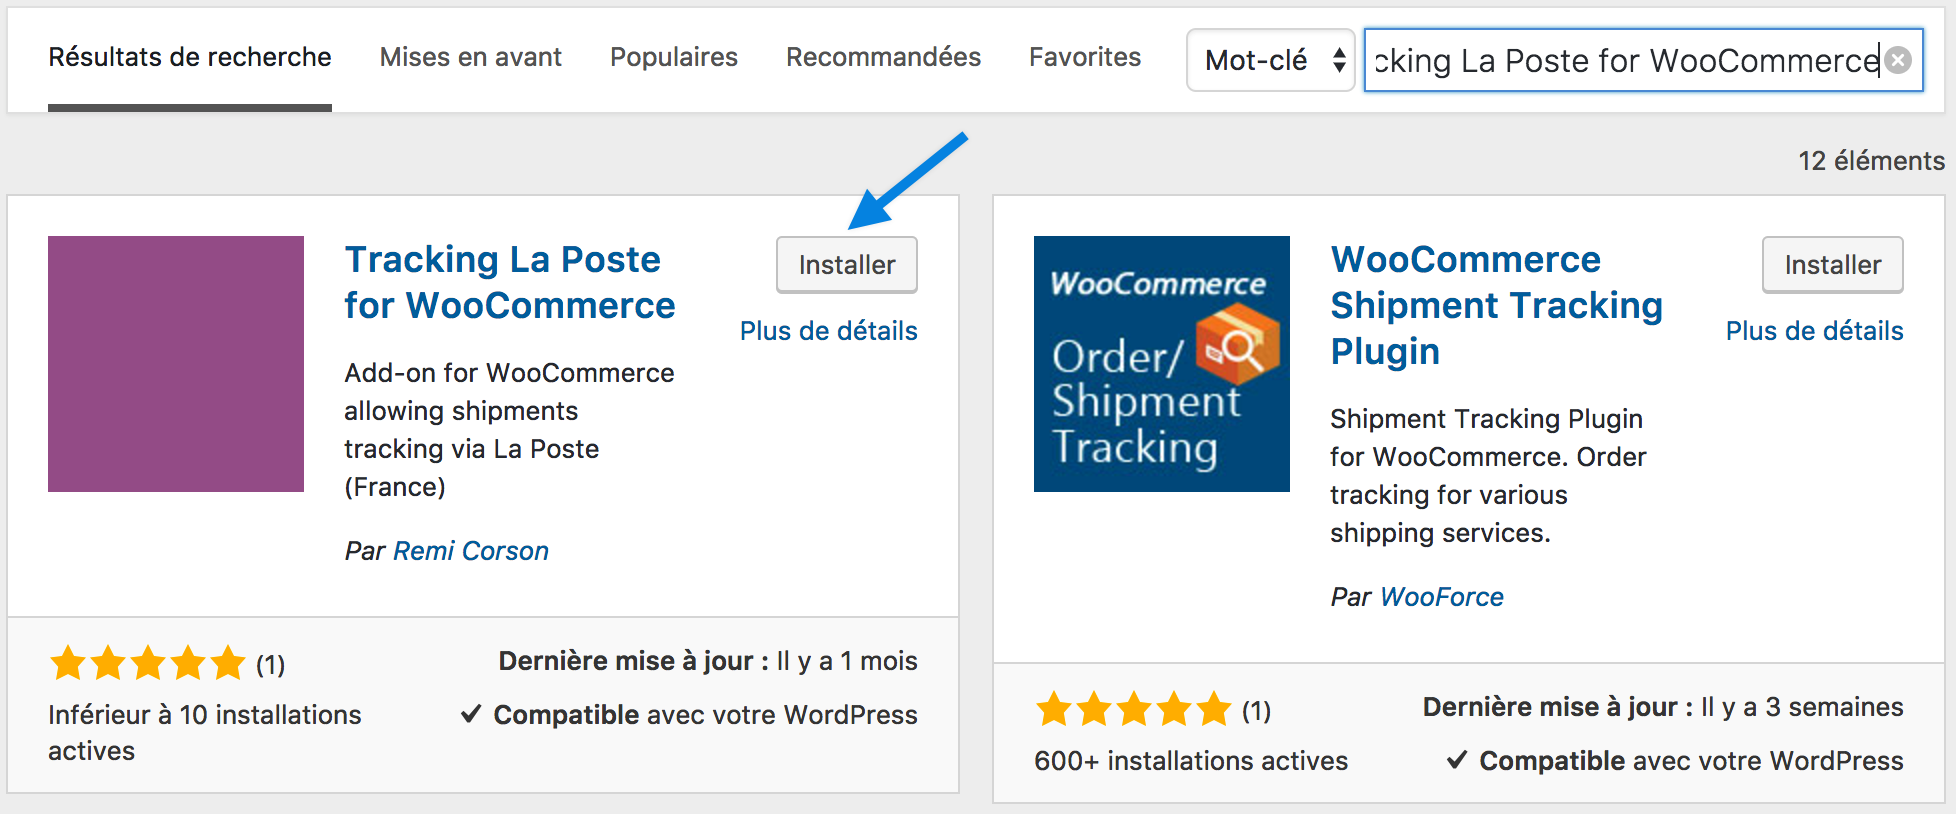 Résultats de recherche Mises en avant Populaires Recommandées Favorites Mot-clé cking La Poste for WooCommerce
12 éléments
Tracking La Poste
for WooCommerce
Installer
Plus de détails
Add-on for WooCommerce
allowing shipments
tracking via La Poste
(France)
Par Remi Corson
(1)
Inférieur à 10 installations
actives
Dernière mise à jour : Il y a 1 mois
Compatible avec votre WordPress
WooCommerce
Order/
Shipment
Tracking
WooCommerce
Shipment Tracking
Plugin
Installer
Plus de détails
Shipment Tracking Plugin
for WooCommerce. Order
tracking for various
shipping services.
Par WooForce
(1)
600+ installations actives
Dernière mise à jour : Il y a 3 semaines
Compatible avec votre WordPress